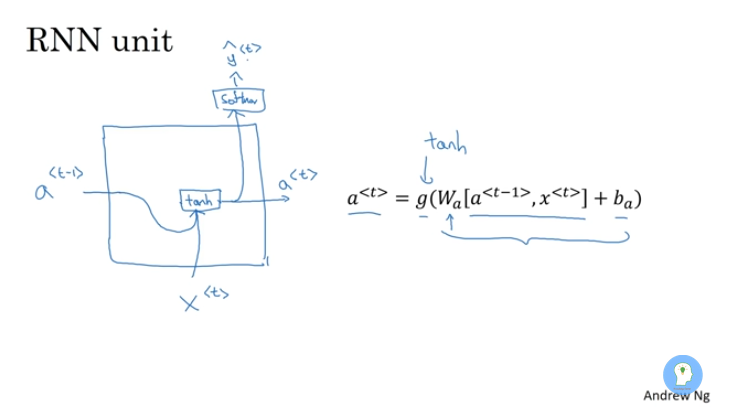 RNN unit
ŷ<t>
softmax
a<t-1>
tanh
a<t>
x<t>
tanh
a<t> = g(Wa[a<t-1>, x<t>] + ba)
Andrew Ng